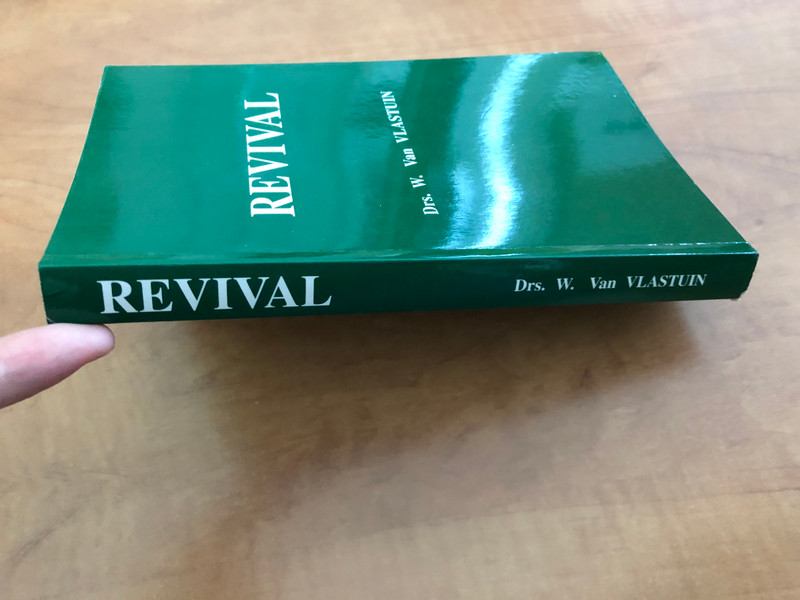 REVIVAL
Drs. W. Van VLASTUIN
REVIVAL Drs. W. Van VLASTUIN